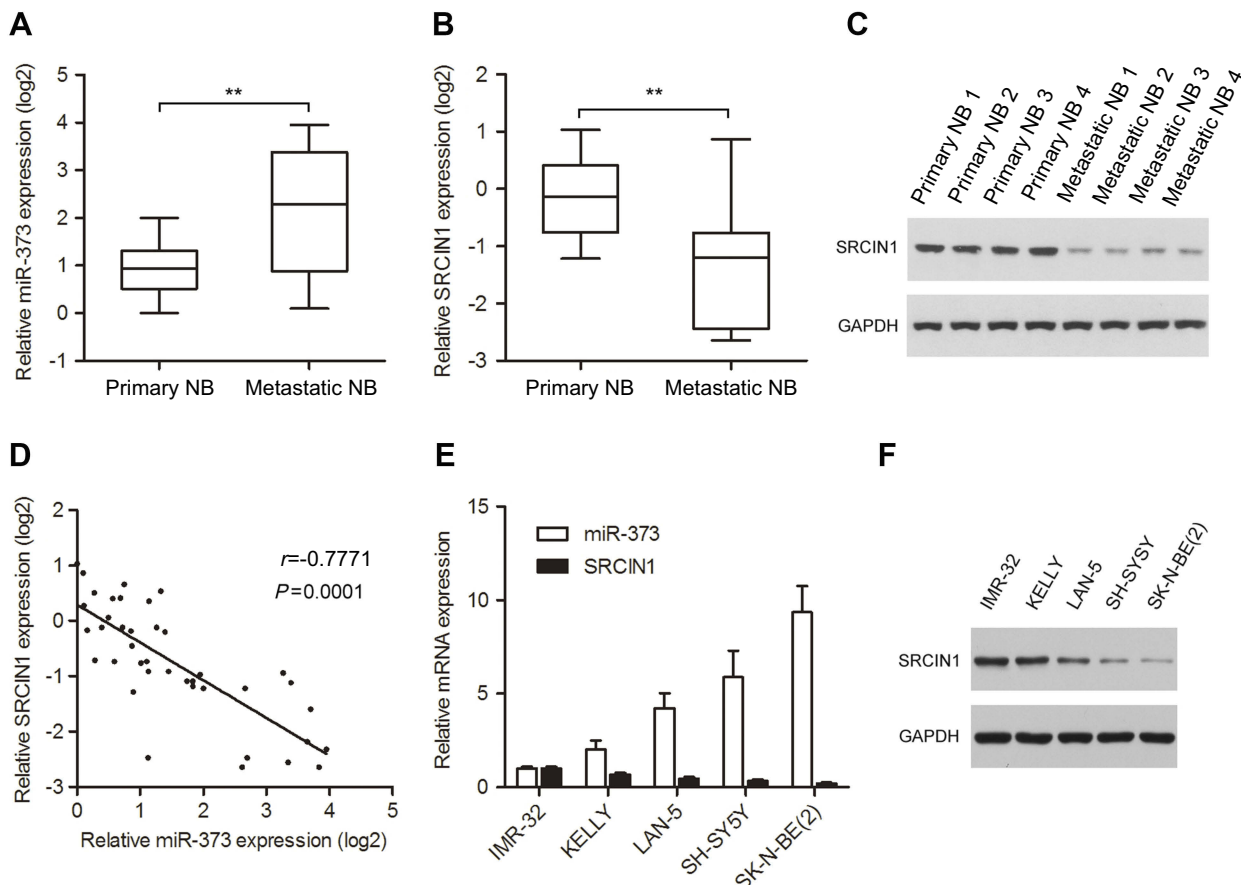 A
Relative miR-373 expression (log2)
5
4
3
2
1
0
-1
**
Primary NB
Metastatic NB
B
Relative SRCIN1 expression (log2)
2
1
0
-1
-2
-3
**
Primary NB
Metastatic NB
C
Primary NB 1
Primary NB 2
Primary NB 3
Primary NB 4
Metastatic NB 1
Metastatic NB 2
Metastatic NB 3
Metastatic NB 4
SRCIN1
GAPDH
D
Relative SRCIN1 expression (log2)
2
1
0
-1
-2
-3
r=-0.7771
P=0.0001
0
1
2
3
4
5
Relative miR-373 expression (log2)
E
Relative mRNA expression
15
10
5
0
miR-373
SRCIN1
IMR-32
KELLY
LAN-5
SH-SY5Y
SK-N-BE(2)
F
IMR-32
KELLY
LAN-5
SH-SYSY
SK-N-BE(2)
SRCIN1
GAPDH